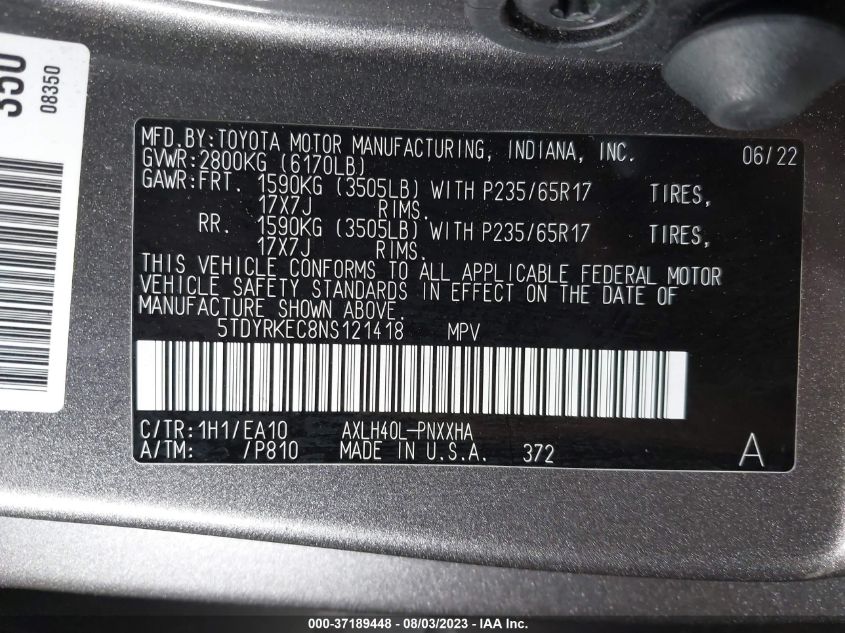 350
08350
MFD.BY:TOYOTA MOTOR MANUFACTURING, INDIANA, INC. 06/22
GVWR:2800KG (6170LB)
GAWR:FRT. 1590KG (3505LB) WITH P235/65R17 TIRES,
17X7J RIMS.
RR. 1590KG (3505LB) WITH P235/65R17 TIRES,
17X7J RIMS.
THIS VEHICLE CONFORMS TO ALL APPLICABLE FEDERAL MOTOR
VEHICLE SAFETY STANDARDS IN EFFECT ON THE DATE OF
MANUFACTURE SHOWN ABOVE.
5TDYRKEC8NS121418 MPV
C/TR:1H1/EA10 AXLH40L-PNXXHA
A/TM: /P810 MADE IN U.S.A. 372 A
000-37189448 - 08/03/2023 - IAA Inc.